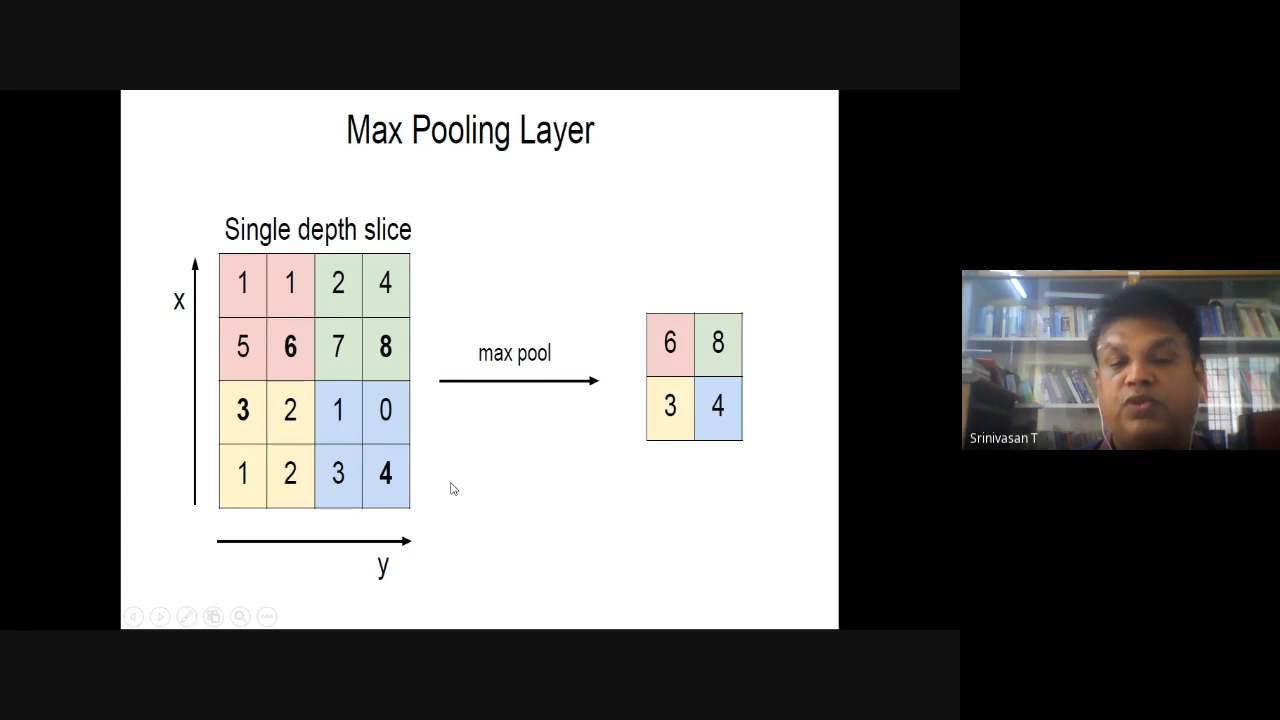 Max Pooling Layer
Single depth slice
x
1 1 2 4
5 6 7 8
3 2 1 0
1 2 3 4
y
max pool
6 8
3 4
Srinivasan T